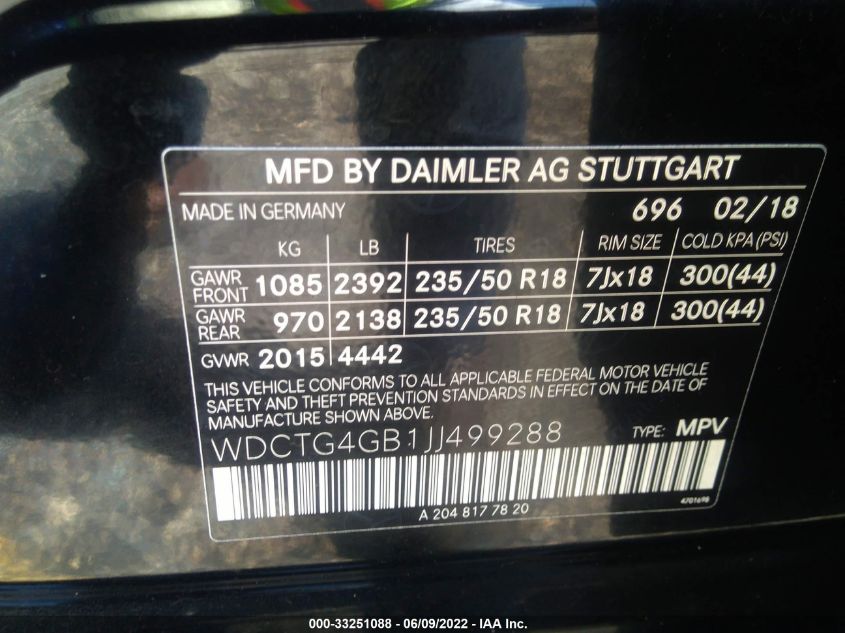 MFD BY DAIMLER AG STUTTGART
MADE IN GERMANY 696 02/18
KG LB TIRES RIM SIZE COLD KPA (PSI)
GAWR FRONT 1085 2392 235/50 R18 7Jx18 300(44)
GAWR REAR 970 2138 235/50 R18 7Jx18 300(44)
GVWR 2015 4442
THIS VEHICLE CONFORMS TO ALL APPLICABLE FEDERAL MOTOR VEHICLE
SAFETY AND THEFT PREVENTION STANDARDS IN EFFECT ON THE DATE OF
MANUFACTURE SHOWN ABOVE.
WDCTG4GB1JJ499288 TYPE: MPV
4701698
A 204 817 78 20
000-33251088 - 06/09/2022 - IAA Inc.